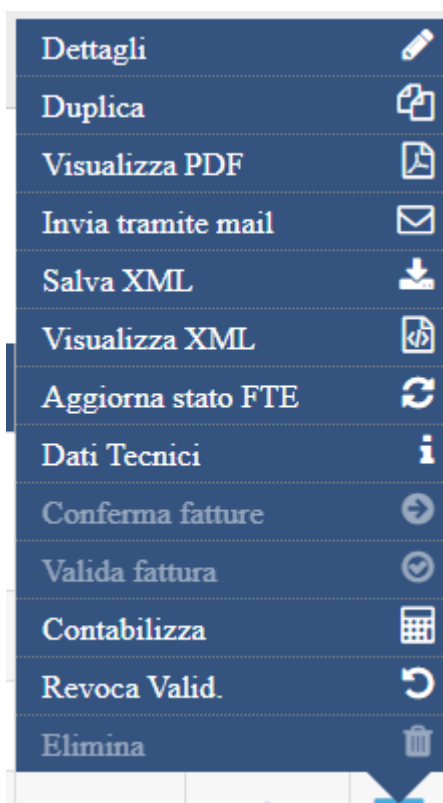 Dettagli
Duplica
Visualizza PDF
Invia tramite mail
Salva XML
Visualizza XML
Aggiorna stato FTE
Dati Tecnici
Conferma fatture
Valida fattura
Contabilizza
Revoca Valid.
Elimina